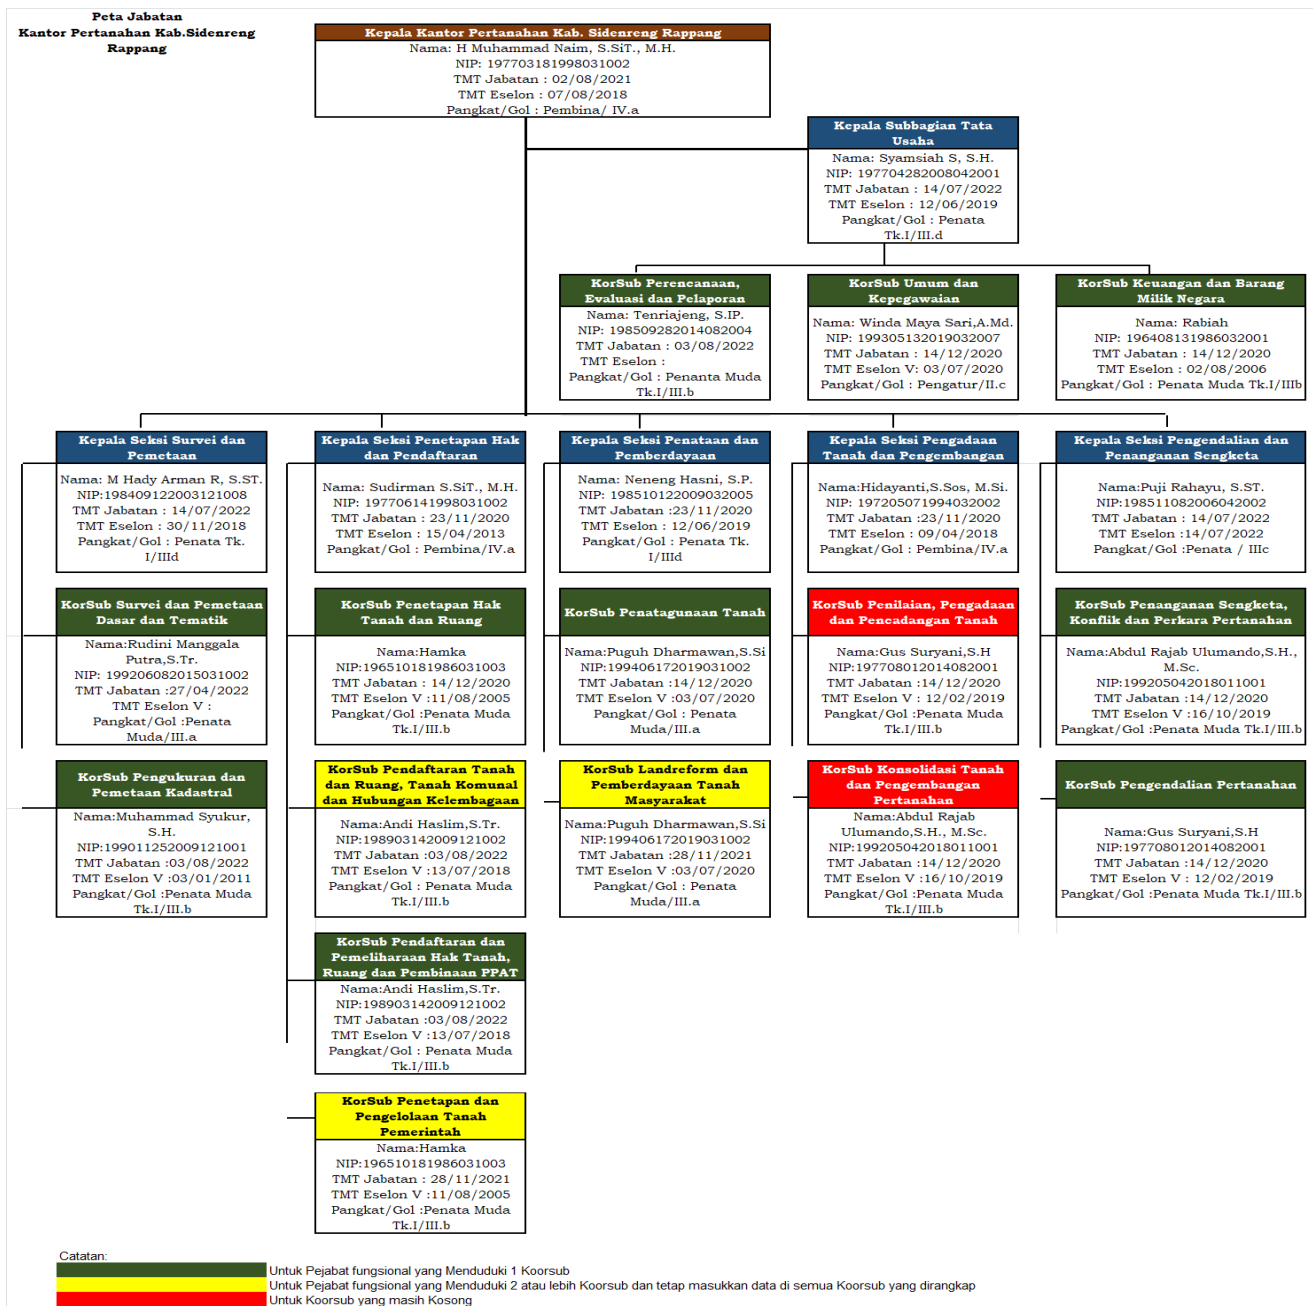 Peta Jabatan
Kantor Pertanahan Kab.Sidenreng
Rappang
Kepala Kantor Pertanahan Kab. Sidenreng Rappang
Nama: H Muhammad Naim, S.SiT., M.H.
NIP: 197703181998031002
TMT Jabatan : 02/08/2021
TMT Eselon : 07/08/2018
Pangkat/Gol : Pembina/ IV.a
Kepala Subbagian Tata
Usaha
Nama: Syamsiah S, S.H.
NIP: 197704282008042001
TMT Jabatan : 14/07/2022
TMT Eselon : 12/06/2019
Pangkat/Gol : Penata
Tk.I/III.d
KorSub Perencanaan,
Evaluasi dan Pelaporan
Nama: Tenriajeng, S.IP.
NIP: 198509282014082004
TMT Jabatan : 03/08/2022
TMT Eselon :
Pangkat/Gol : Penanta Muda
Tk.I/III.b
KorSub Umum dan
Kepegawaian
Nama: Winda Maya Sari,A.Md.
NIP: 199305132019032007
TMT Jabatan : 14/12/2020
TMT Eselon V: 03/07/2020
Pangkat/Gol : Pengatur/II.c
KorSub Keuangan dan Barang
Milik Negara
Nama: Rabiah
NIP: 196408131986032001
TMT Jabatan : 14/12/2020
TMT Eselon : 02/08/2006
Pangkat/Gol : Penata Muda Tk.I/IIIb
Kepala Seksi Survei dan
Pemetaan
Nama: M Hady Arman R, S.ST.
NIP:198409122003121008
TMT Jabatan : 14/07/2022
TMT Eselon : 30/11/2018
Pangkat/Gol : Penata Tk.
I/IIId
Kepala Seksi Penetapan Hak
dan Pendaftaran
Nama: Sudirman S.SiT., M.H.
NIP: 197706141998031002
TMT Jabatan : 23/11/2020
TMT Eselon : 15/04/2013
Pangkat/Gol : Pembina/IV.a
Kepala Seksi Penataan dan
Pemberdayaan
Nama: Neneng Hasni, S.P.
NIP: 198510122009032005
TMT Jabatan :23/11/2020
TMT Eselon : 12/06/2019
Pangkat/Gol : Penata Tk.
I/IIId
Kepala Seksi Pengadaan
Tanah dan Pengembangan
Nama:Hidayanti,S.Sos, M.Si.
NIP: 197205071994032002
TMT Jabatan :23/11/2020
TMT Eselon : 09/04/2018
Pangkat/Gol : Pembina/IV.a
Kepala Seksi Pengendalian dan
Penanganan Sengketa
Nama:Puji Rahayu, S.ST.
NIP: 198511082006042002
TMT Jabatan : 14/07/2022
TMT Eselon :14/07/2022
Pangkat/Gol :Penata / IIIc
KorSub Survei dan Pemetaan
Dasar dan Tematik
Nama:Rudini Manggala
Putra,S.Tr.
NIP: 199206082015031002
TMT Jabatan :27/04/2022
TMT Eselon V :
Pangkat/Gol :Penata
Muda/III.a
KorSub Penetapan Hak
Tanah dan Ruang
Nama:Hamka
NIP:196510181986031003
TMT Jabatan : 14/12/2020
TMT Eselon V :11/08/2005
Pangkat/Gol :Penata Muda
Tk.I/III.b
KorSub Penatagunaan Tanah
Nama:Puguh Dharmawan,S.Si
NIP: 199406172019031002
TMT Jabatan :14/12/2020
TMT Eselon V :03/07/2020
Pangkat/Gol : Penata
Muda/III.a
KorSub Penilaian, Pengadaan
dan Pencadangan Tanah
Nama:Gus Suryani,S.H
NIP:197708012014082001
TMT Jabatan :14/12/2020
TMT Eselon V : 12/02/2019
Pangkat/Gol :Penata Muda
Tk.I/III.b
KorSub Penanganan Sengketa,
Konflik dan Perkara Pertanahan
Nama:Abdul Rajab Ulumando,S.H.,
M.Sc.
NIP:199205042018011001
TMT Jabatan :14/12/2020
TMT Eselon V :16/10/2019
Pangkat/Gol :Penata Muda Tk.I/III.b
KorSub Pengukuran dan
Pemetaan Kadastral
Nama:Muhammad Syukur,
S.H.
NIP:199011252009121001
TMT Jabatan :03/08/2022
TMT Eselon V :03/01/2011
Pangkat/Gol :Penata Muda
Tk.I/III.b
KorSub Pendaftaran Tanah
dan Ruang, Tanah Komunal
dan Hubungan Kelembagaan
Nama:Andi Haslim,S.Tr.
NIP:198903142009121002
TMT Jabatan :03/08/2022
TMT Eselon V :13/07/2018
Pangkat/Gol : Penata Muda
Tk.I/III.b
KorSub Landreform dan
Pemberdayaan Tanah
Masyarakat
Nama:Puguh Dharmawan,S.Si
NIP: 199406172019031002
TMT Jabatan :28/11/2021
TMT Eselon V :03/07/2020
Pangkat/Gol : Penata
Muda/III.a
KorSub Konsolidasi Tanah
dan Pengembangan
Pertanahan
Nama:Abdul Rajab
Ulumando,S.H., M.Sc.
NIP:199205042018011001
TMT Jabatan :14/12/2020
TMT Eselon V :16/10/2019
Pangkat/Gol :Penata Muda
Tk.I/III.b
KorSub Pengendalian Pertanahan
Nama:Gus Suryani,S.H
NIP:197708012014082001
TMT Jabatan :14/12/2020
TMT Eselon V : 12/02/2019
Pangkat/Gol :Penata Muda Tk.I/III.b
KorSub Pendaftaran dan
Pemeliharaan Hak Tanah,
Ruang dan Pembinaan PPAT
Nama:Andi Haslim,S.Tr.
NIP:198903142009121002
TMT Jabatan :03/08/2022
TMT Eselon V :13/07/2018
Pangkat/Gol : Penata Muda
Tk.I/III.b
KorSub Penetapan dan
Pengelolaan Tanah
Pemerintah
Nama:Hamka
NIP:196510181986031003
TMT Jabatan : 28/11/2021
TMT Eselon V :11/08/2005
Pangkat/Gol :Penata Muda
Tk.I/III.b
Catatan:
Untuk Pejabat fungsional yang Menduduki 1 Koorsub
Untuk Pejabat fungsional yang Menduduki 2 atau lebih Koorsub dan tetap masukkan data di semua Koorsub yang dirangkap
Untuk Koorsub yang masih Kosong